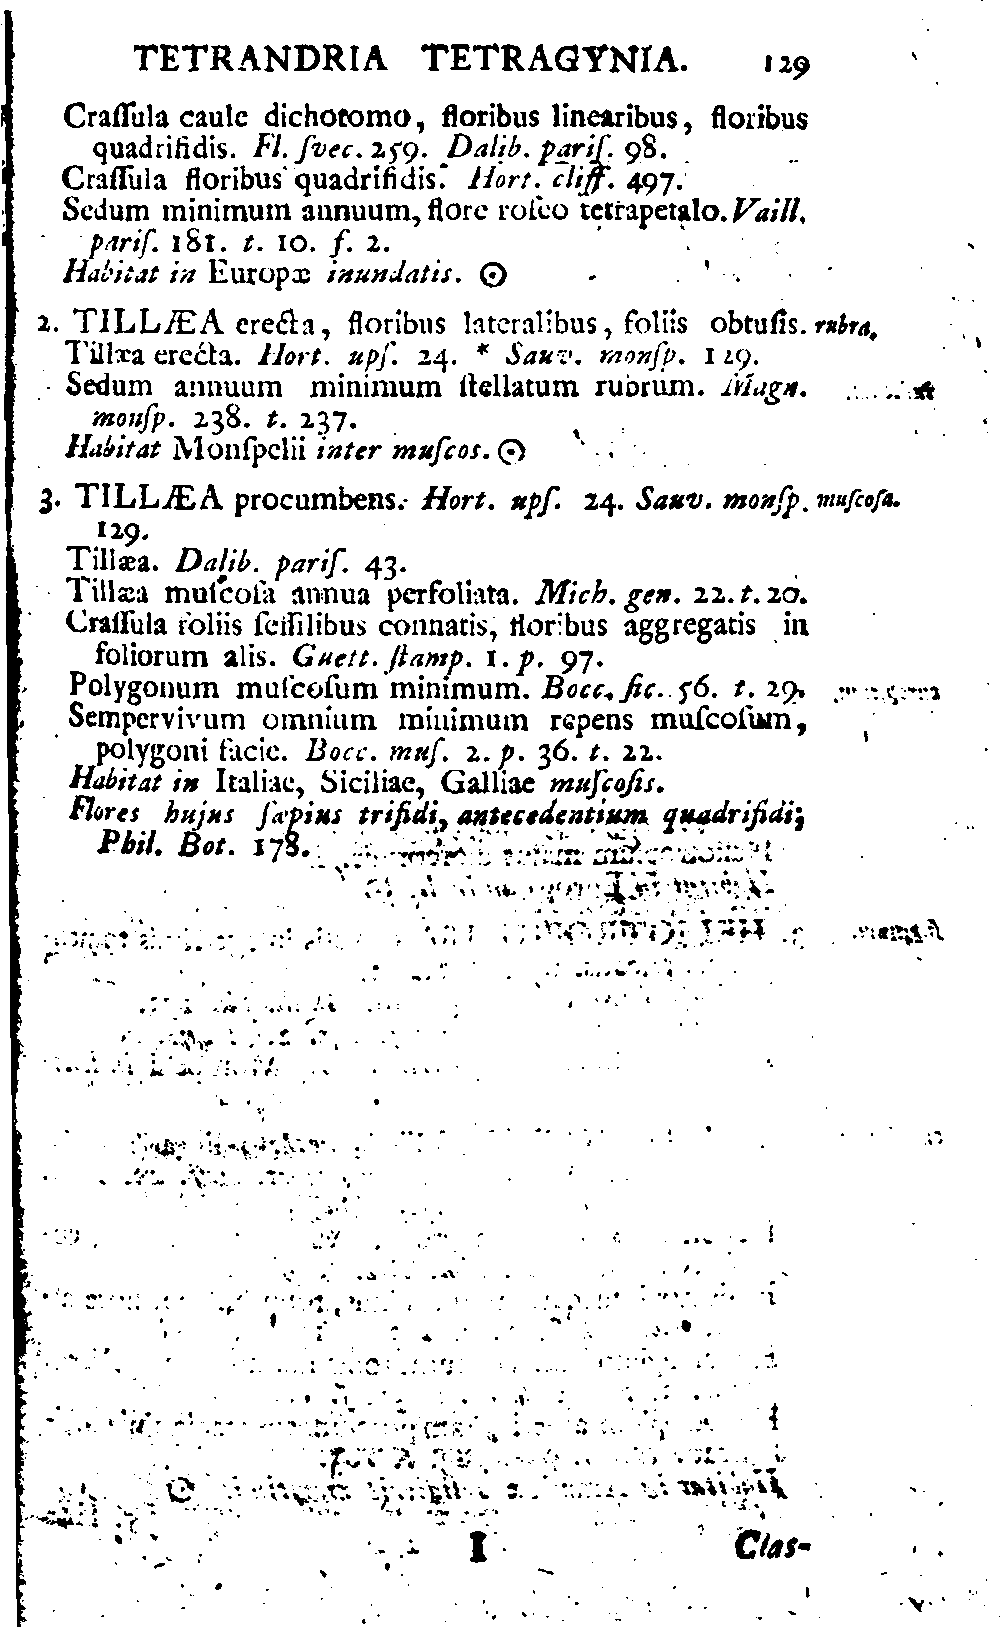 TETRANDRIA TETRAGYNIA. 129
Craſſula caule dichotomo, floribus linearibus, floribus
quadrifidis. Fl. ſvec. 259. Dalib. pariſ. 98.
Craſſula floribus quadrifidis. Hort. cliff. 497.
Sedum minimum annuum, flore roſeo tetrapetalo. Vaill.
pariſ. 181. t. 10. f. 2.
Habitat in Europæ inundatis. ☉
2. TILLÆA erecta, floribus lateralibus, foliis obtuſis. rubra.
Tillæa erecta. Hort. upſ. 24. * Sauv. monſp. 129.
Sedum annuum minimum ſtellatum rubrum. Magn.
monſp. 238. t. 237.
Habitat Monſpelii inter muſcos. ☉
3. TILLÆA procumbens. Hort. upſ. 24. Sauv. monſp. muſcoſa.
129.
Tillæa. Dalib. pariſ. 43.
Tillæa muſcoſa annua perfoliata. Mich. gen. 22. t. 20.
Craſſula foliis ſeſſilibus connatis, floribus aggregatis in
foliorum alis. Guett. ſtamp. 1. p. 97.
Polygonum muſcoſum minimum. Bocc. ſic. 56. t. 29.
Sempervivum omnium minimum repens muſcoſum,
polygoni facie. Bocc. muſ. 2. p. 36. t. 22.
Habitat in Italiae, Siciliae, Galliae muſcoſis.
Flores hujus ſæpius trifidi, antecedentium quadrifidi;
Phil. Bot. 178.
I Clas-